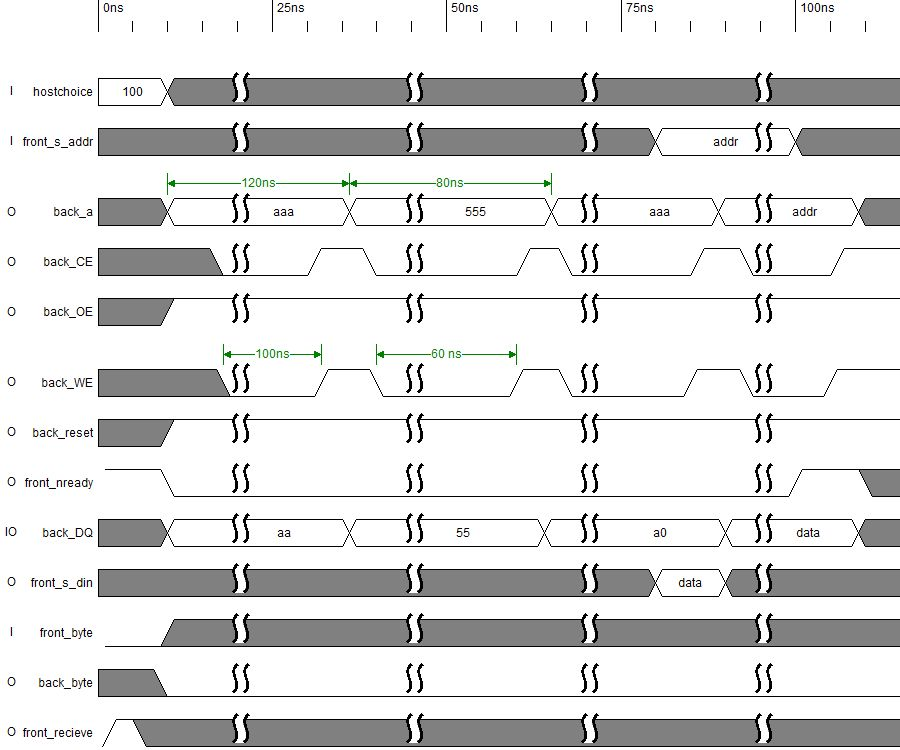 0ns 25ns 50ns 75ns 100ns
I hostchoice 100
I front_s_addr addr
120ns 80ns
O back_a aaa 555 aaa addr
O back_CE
O back_OE
100ns 60 ns
O back_WE
O back_reset
O front_nready
IO back_DQ aa 55 a0 data
O front_s_din data
I front_byte
O back_byte
O front_recieve